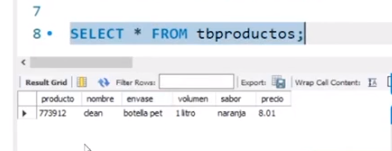 7
8 SELECT * FROM tbproductos;
Result Grid Filter Rows: Export: Wrap Cell Content:
producto nombre envase volumen sabor precio
773912 clean botella pet 1 litro naranja 8.01